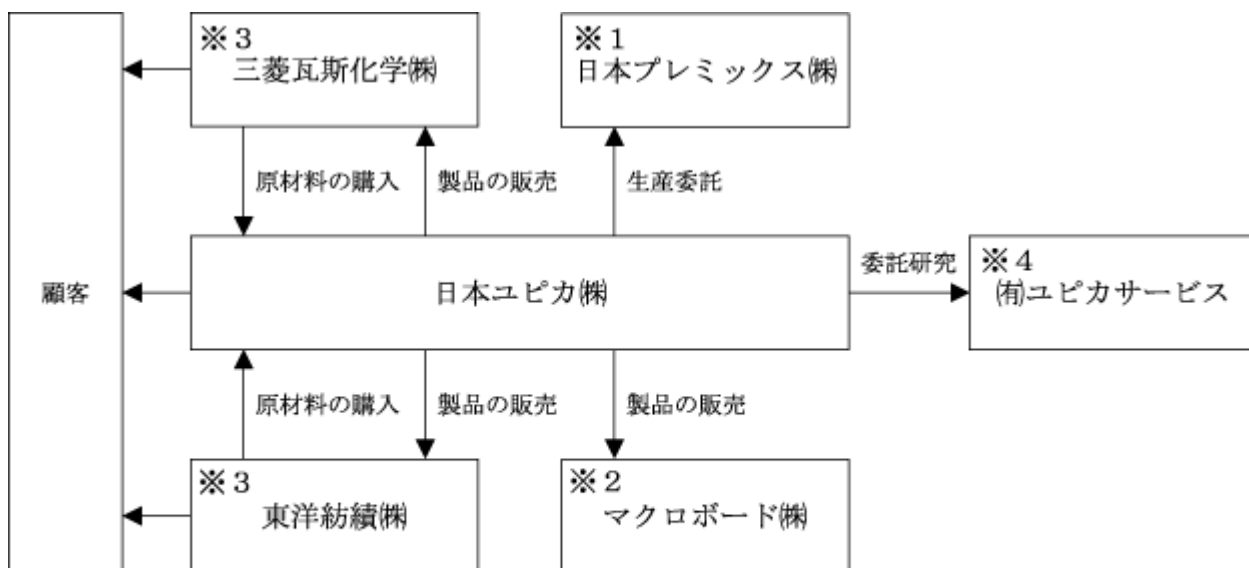 ※3
三菱瓦斯化学㈱
※1
日本プレミックス㈱
原材料の購入
製品の販売
生産委託
顧客
日本ユピカ㈱
委託研究
※4
㈲ユピカサービス
原材料の購入
製品の販売
製品の販売
※3
東洋紡績㈱
※2
マクロボード㈱